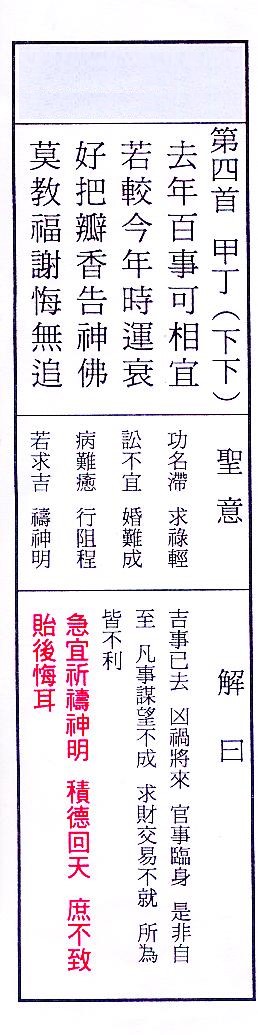 第四首　甲丁（下下）
去年百事可相宜
若較今年時運衰
好把瓣香告神佛
莫教福謝悔無追
聖意
功名滯　求祿輕
訟不宜　婚難成
病難癒　行阻程
若求吉　禱神明
解曰
吉事已去　凶禍將來　官事臨身　是非自
至　凡事謀望不成　求財交易不就　所為
皆不利
急宜祈禱神明　積德回天　庶不致
貽後悔耳